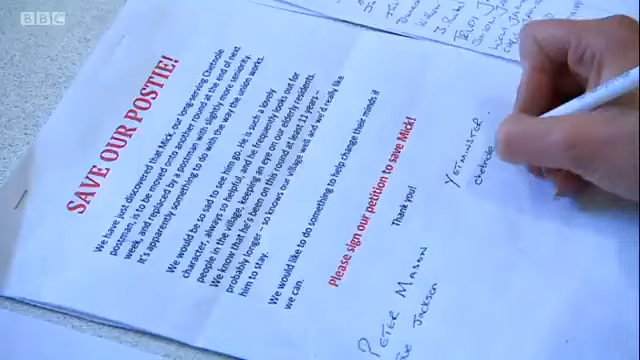 BBC
SAVE OUR POSTIE!
We have just discovered that Mick, our long-serving Chetnole
postman, is to be moved onto another round at the end of next
week, and replaced by a postman with slightly more seniority.
It's apparently something to do with the way the union works.
We would be so sad to see him go. He is such a lovely
character, always so helpful, and he frequently looks out for
people in the village, keeping an eye on our elderly residents.
We know that he's been on this round at least 11 years –
probably longer – so knows our village well and we'd really like
him to stay.
We would like to do something to help change their minds if
we can.
Please sign our petition to save Mick!
Thank you!
PETER MASON
JACKSON
YETMINSTER.
Chetnole